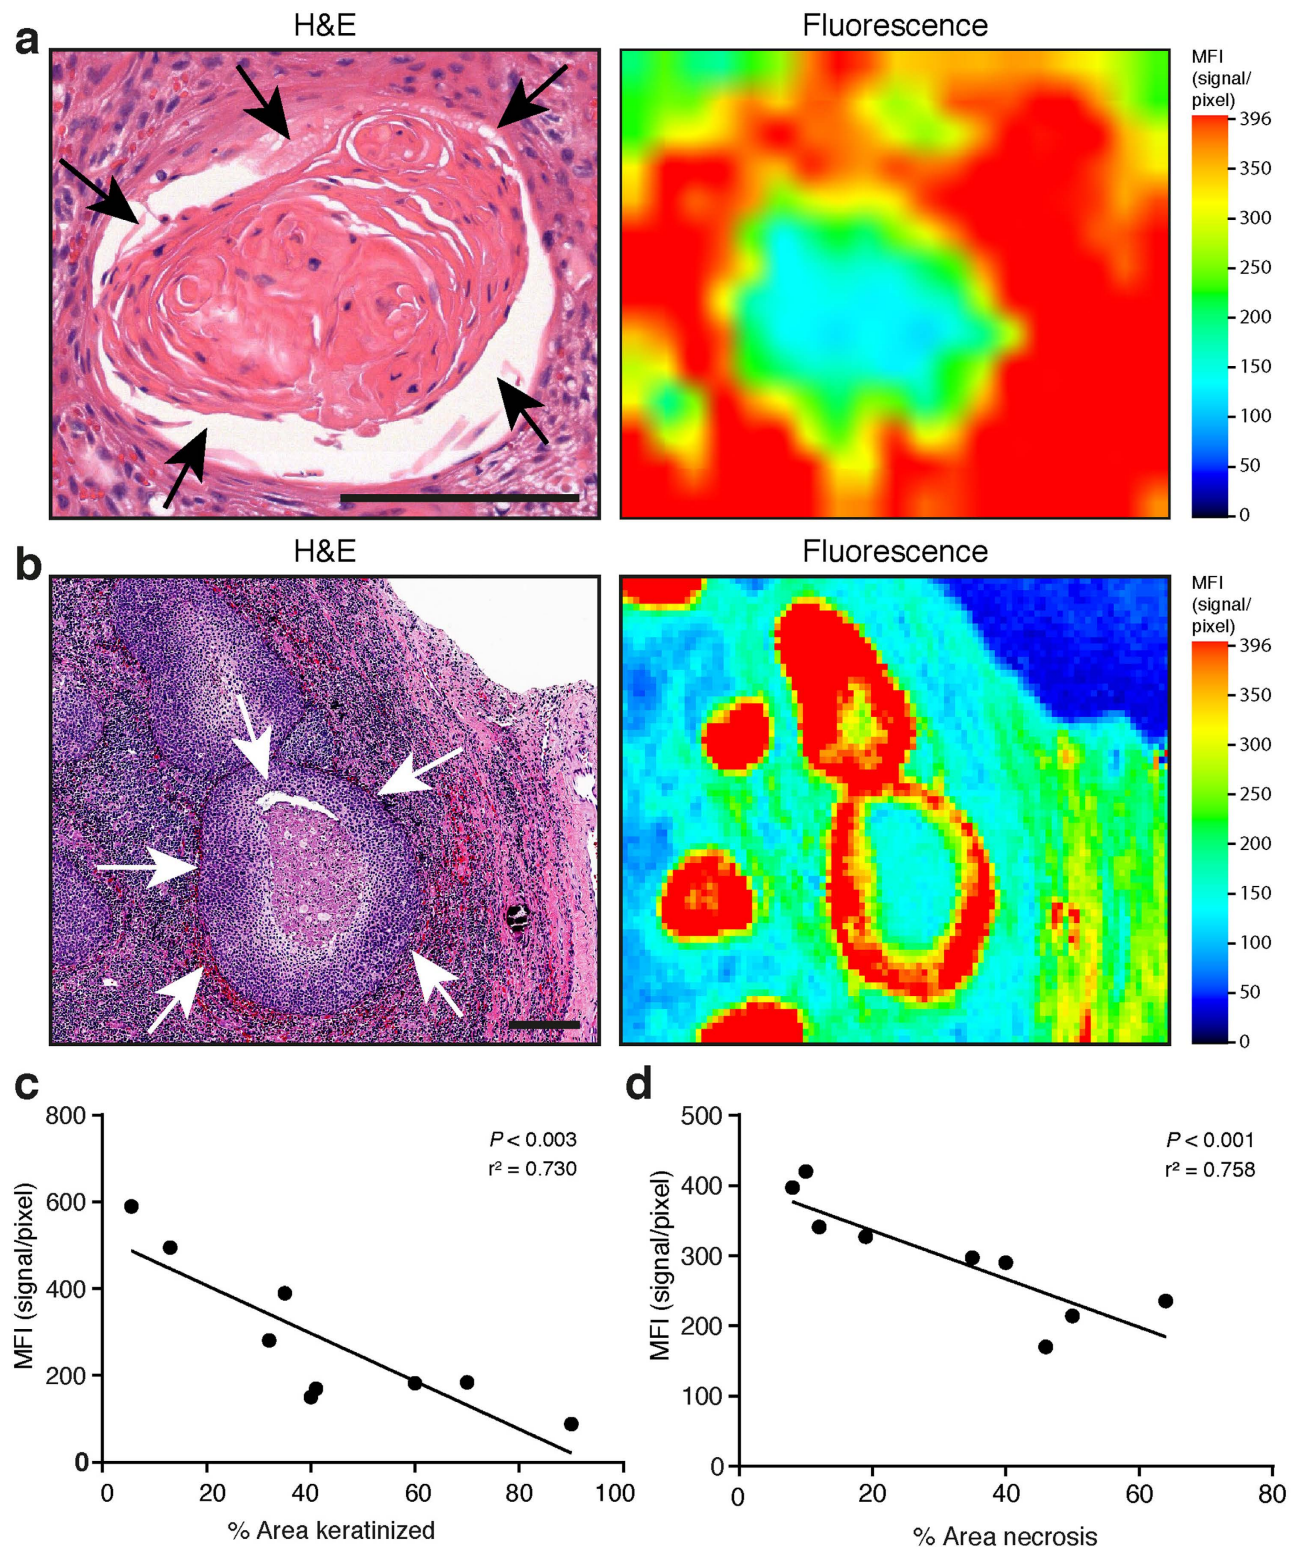 a
H&E
Fluorescence
MFI
(signal/
pixel)
396
350
300
250
200
150
100
50
0
b
H&E
Fluorescence
MFI
(signal/
pixel)
396
350
300
250
200
150
100
50
0
c
800
600
400
200
0
MFI (signal/pixel)
P < 0.003
r² = 0.730
0 20 40 60 80 100
% Area keratinized
d
500
400
300
200
100
0
MFI (signal/pixel)
P < 0.001
r² = 0.758
0 20 40 60 80
% Area necrosis